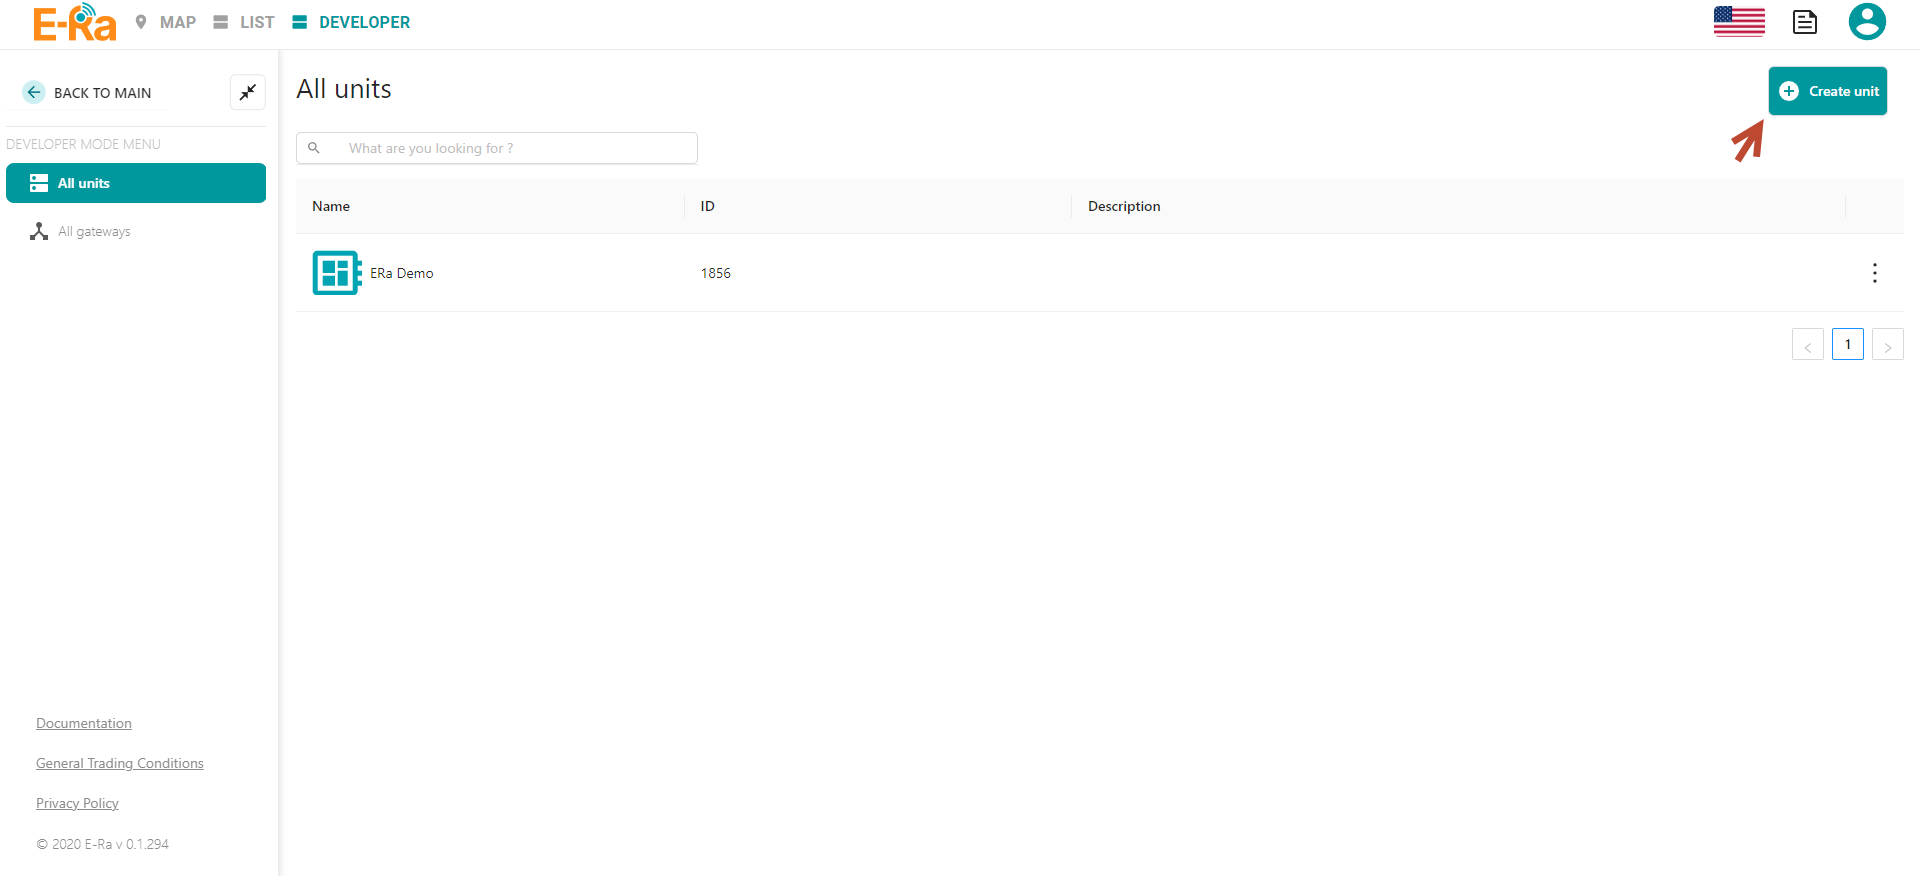 E-Ra MAP LIST DEVELOPER
BACK TO MAIN
DEVELOPER MODE MENU
All units
All gateways
Documentation
General Trading Conditions
Privacy Policy
© 2020 E-Ra v 0.1.294
All units
Create unit
What are you looking for ?
Name ID Description
ERa Demo 1856
< 1 >